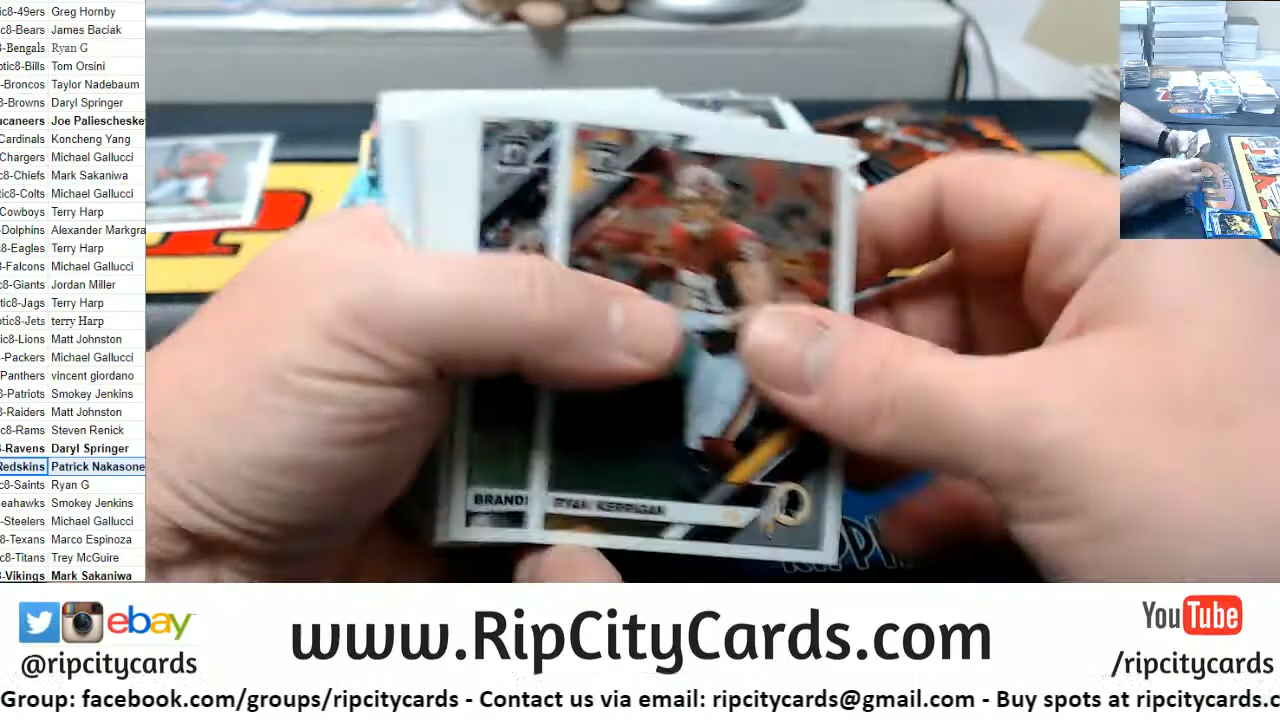 ic8-49ers Greg Hornby
c8-Bears James Baciak
8-Bengals Ryan G
otic8-Bills Tom Orsini
-Broncos Taylor Nadebaum
8-Browns Daryl Springer
ucaneers Joe Paliescheskey
Cardinals Koncheng Yang
Chargers Michael Gallucci
c8-Chiefs Mark Sakaniwa
tic8-Colts Michael Gallucci
Cowboys Terry Harp
-Dolphins Alexander Markgra
c8-Eagles Terry Harp
-Falcons Michael Gallucci
c8-Giants Jordan Miller
otic8-Jags Terry Harp
otic8-Jets terry Harp
tic8-Lions Matt Johnston
-Packers Michael Gallucci
Panthers vincent giordano
8-Patriots Smokey Jenkins
8-Raiders Matt Johnston
c8-Rams Steven Renick
8-Ravens Daryl Springer
Redskins Patrick Nakasone
c8-Saints Ryan G
eahawks Smokey Jenkins
-Steelers Michael Gallucci
8-Texans Marco Espinoza
c8-Titans Trey McGuire
8-Vikings Mark Sakaniwa
BRAND
RYAN KERRIGAN
ebay
@ripcitycards
www.RipCityCards.com
YouTube
/ripcitycards
Group: facebook.com/groups/ripcitycards - Contact us via email: ripcitycards@gmail.com - Buy spots at ripcitycards.c